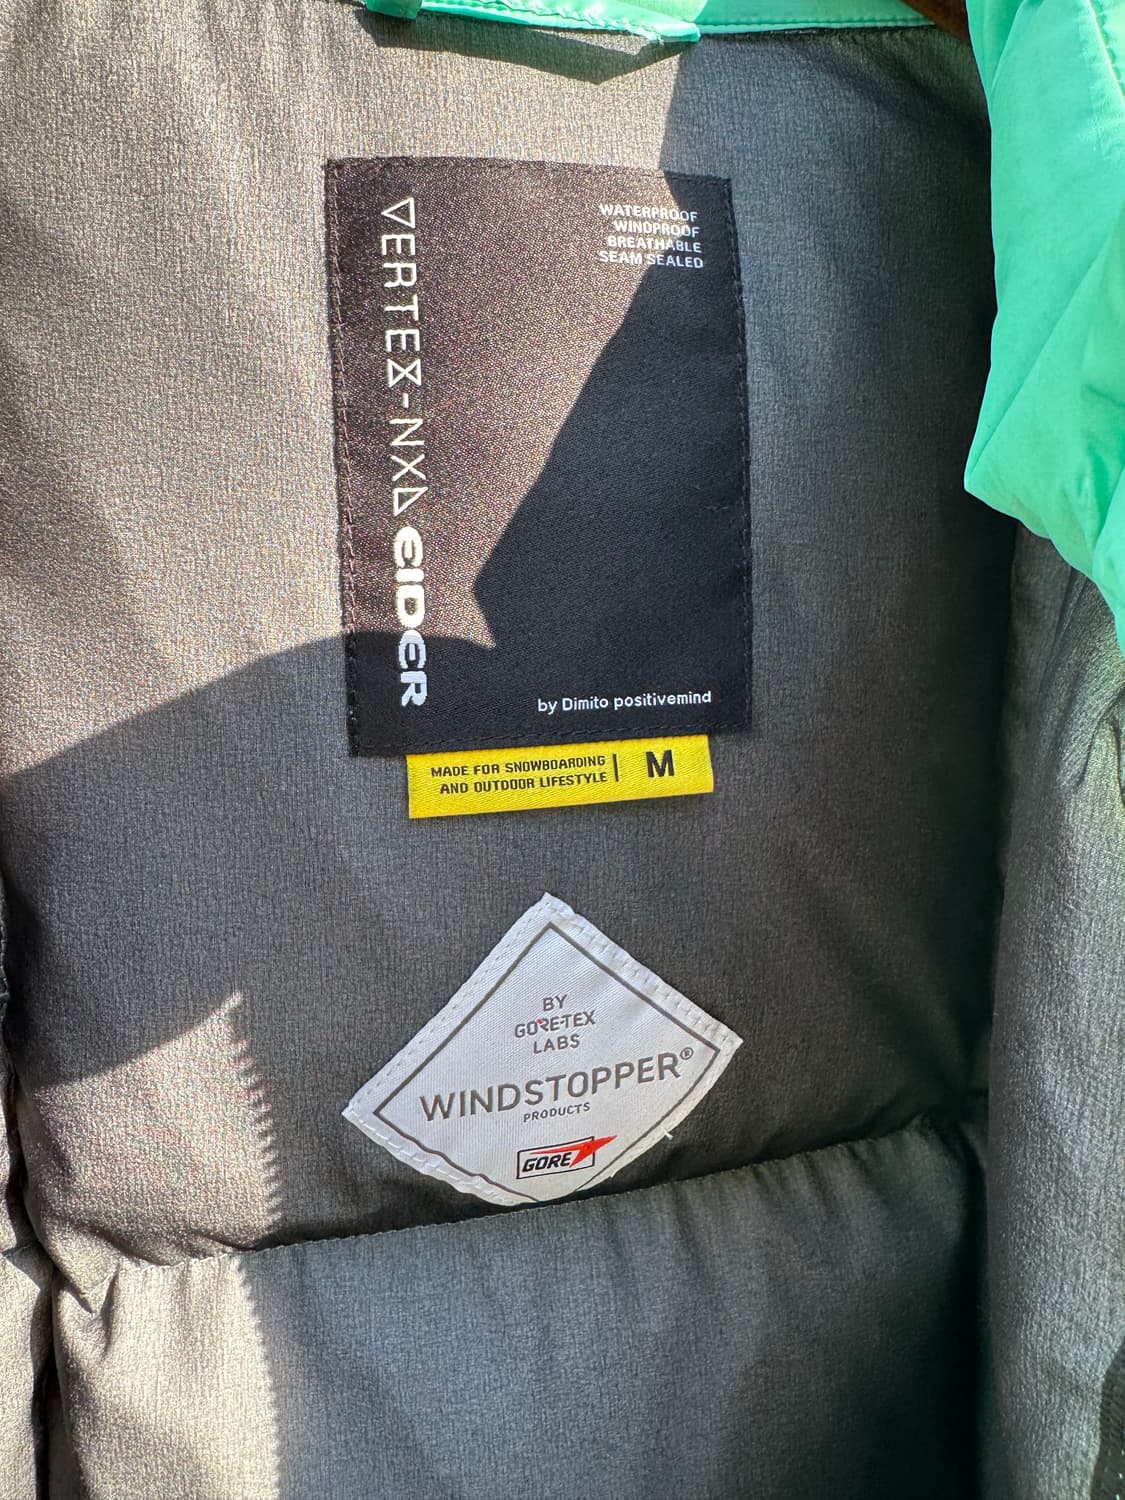 VERTEX-NXD EIDER
WATERPROOF
WINDPROOF
BREATHABLE
SEAM SEALED
by Dimito positivemind
MADE FOR SNOWBOARDING
AND OUTDOOR LIFESTYLE
M
BY
GORE-TEX
LABS
WINDSTOPPER®
PRODUCTS
GORE